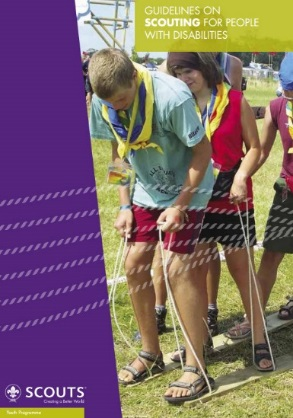 GUIDELINES ON
SCOUTING FOR PEOPLE
WITH DISABILITIES
SCOUTS®
Creating a Better World
Youth Programme